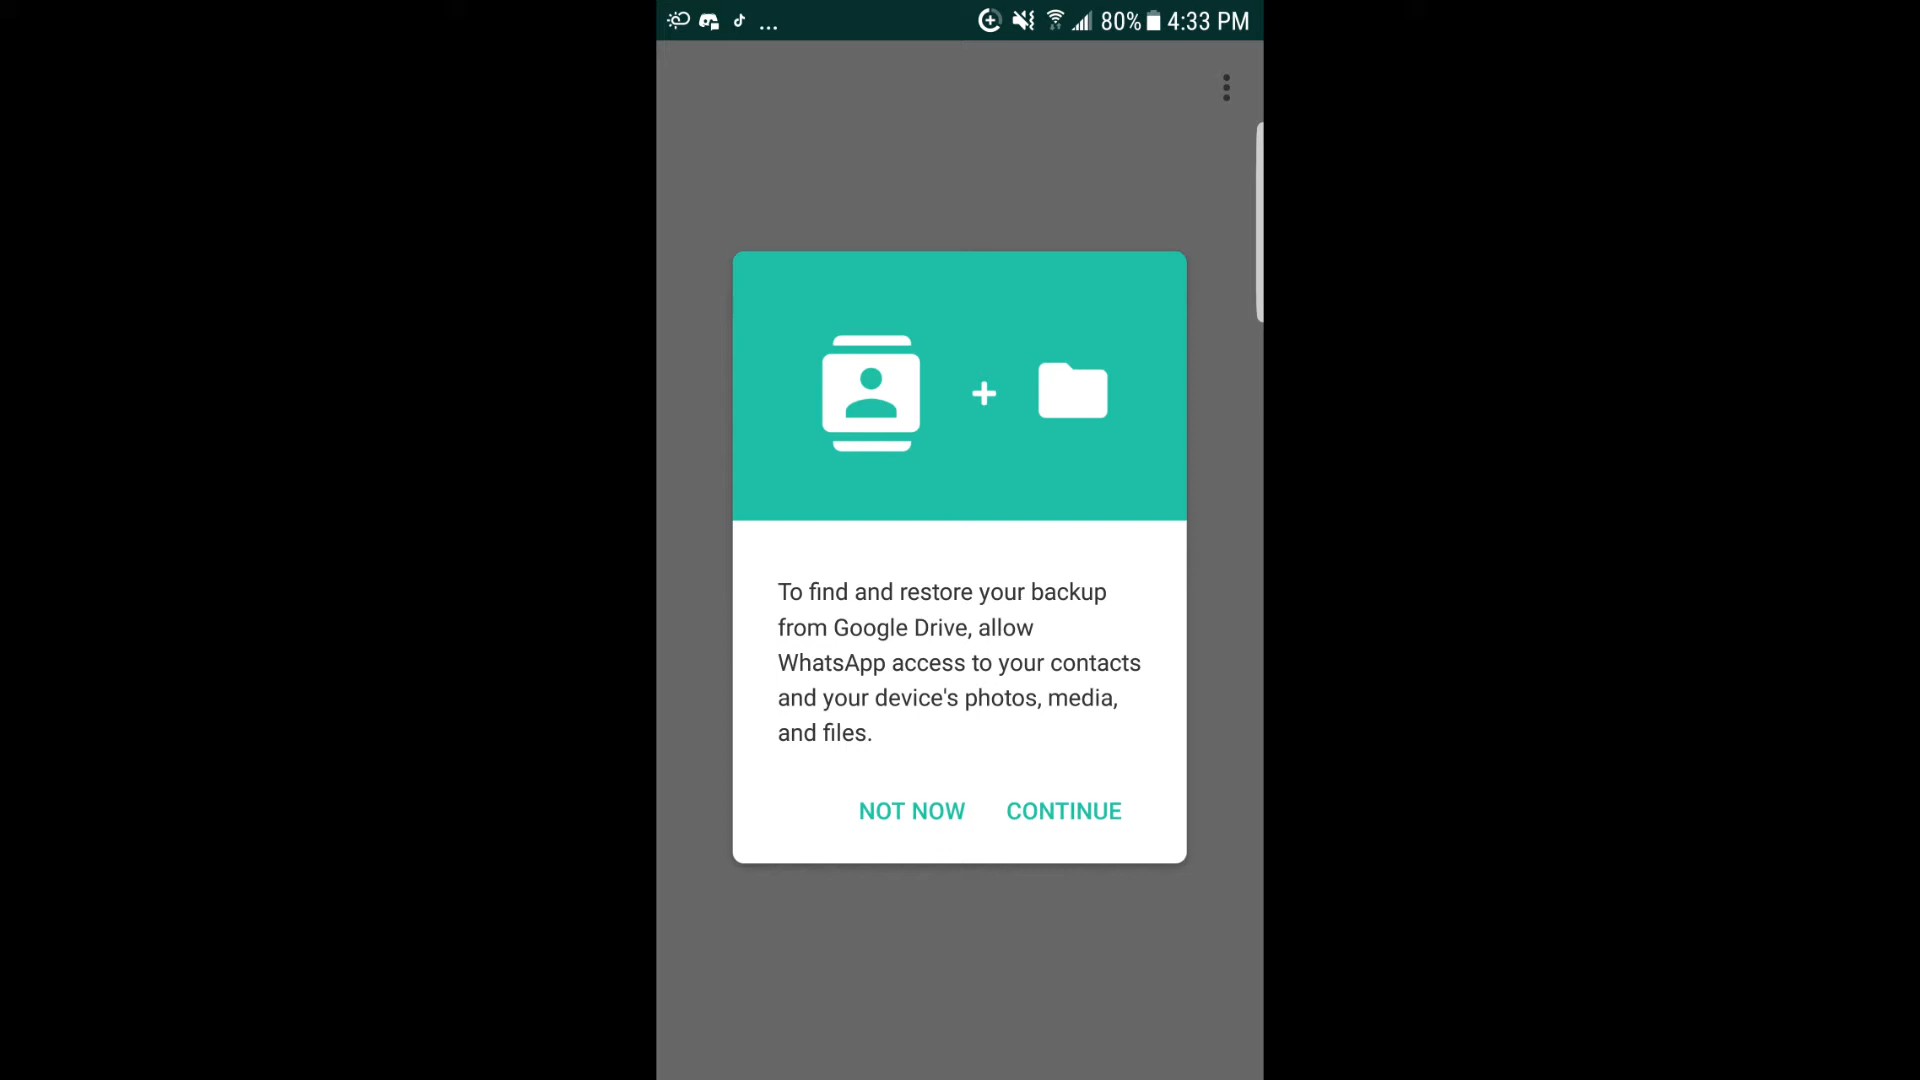 ... 80% 4:33 PM
To find and restore your backup
from Google Drive, allow
WhatsApp access to your contacts
and your device's photos, media,
and files.
NOT NOW CONTINUE